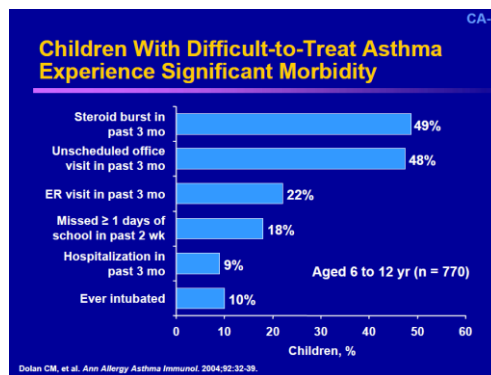 CA-
Children With Difficult-to-Treat Asthma
Experience Significant Morbidity
Steroid burst in
past 3 mo
49%
Unscheduled office
visit in past 3 mo
48%
ER visit in past 3 mo
22%
Missed ≥ 1 days of
school in past 2 wk
18%
Hospitalization in
past 3 mo
9%
Aged 6 to 12 yr (n = 770)
Ever intubated
10%
0 10 20 30 40 50 60
Children, %
Dolan CM, et al. Ann Allergy Asthma Immunol. 2004;92:32-39.